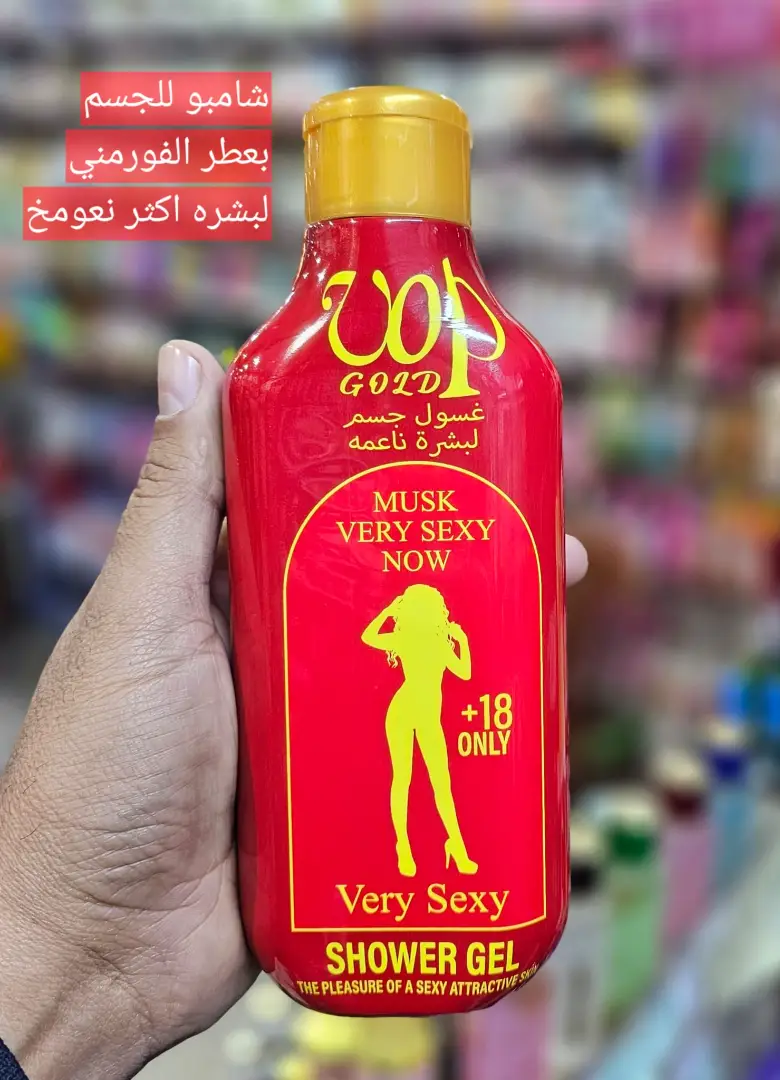 شامبو للجسم
بعطر الفورمني
لبشره اكثر نعومخ
vop
GOLD
غسول جسم
لبشرة ناعمه
MUSK
VERY SEXY
NOW
+18
ONLY
Very Sexy
SHOWER GEL
THE PLEASURE OF A SEXY ATTRACTIVE SKIN